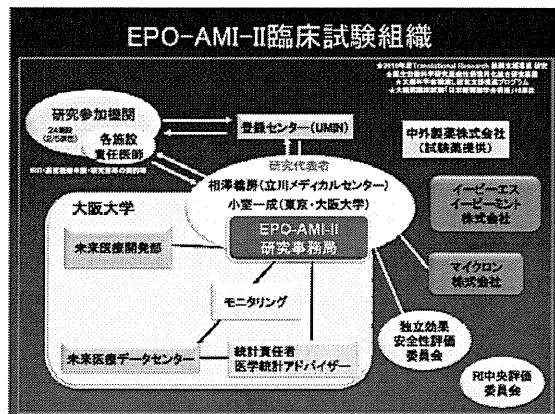 EPO-AMI-II臨床試験組織
研究参加機関
24施設
各施設
責任医師
登録センター(UMIN)
中外製薬株式会社
(試験薬提供)
研究代表者
相澤義房(立川メディカルセンター)
小室一成(東京・大阪大学)
EPO-AMI-II
研究事務局
イーピーエス
イーピーミント
株式会社
マイクロン
株式会社
大阪大学
未来医療開発部
モニタリング
未来医療データセンター
統計責任者
医学統計アドバイザー
独立効果
安全性評価
委員会
RI中央評価
委員会